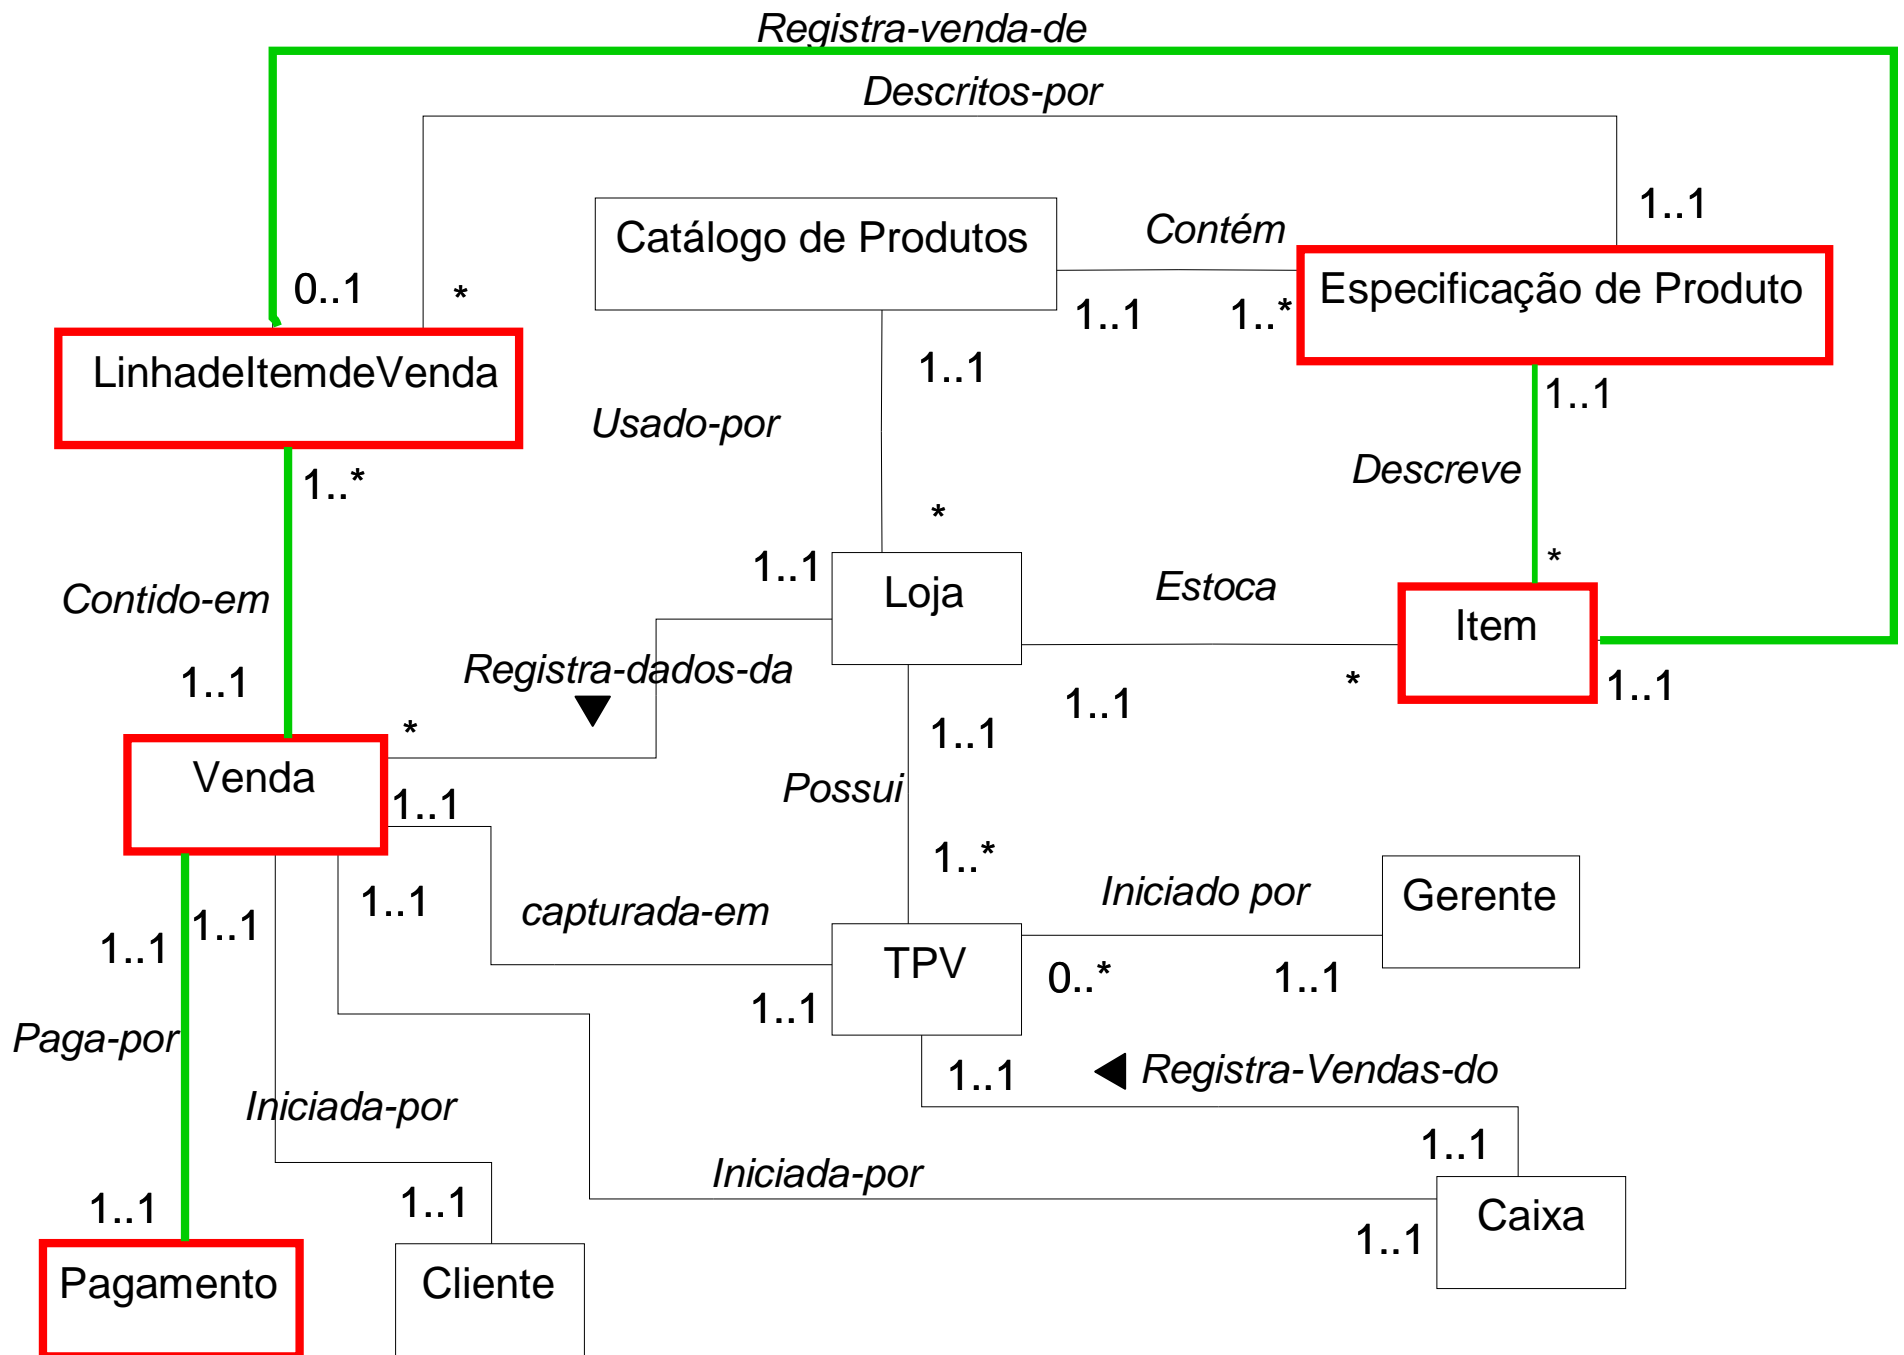 Registra-venda-de
Descritos-por
1..1
Catálogo de Produtos
Contém
0..1
*
Especificação de Produto
1..1
1..*
LinhadeItemdeVenda
1..1
1..1
Usado-por
1..*
Descreve
*
*
1..1
Contido-em
Loja
Estoca
Item
Registra-dados-da
1..1
*
1..1
1..1
*
1..1
Venda
Possui
1..1
1..*
1..1
Iniciado por
Gerente
1..1
1..1
capturada-em
TPV
0..*
1..1
1..1
Paga-por
1..1
Registra-Vendas-do
Iniciada-por
1..1
Iniciada-por
1..1
1..1
Caixa
1..1
Pagamento
Cliente